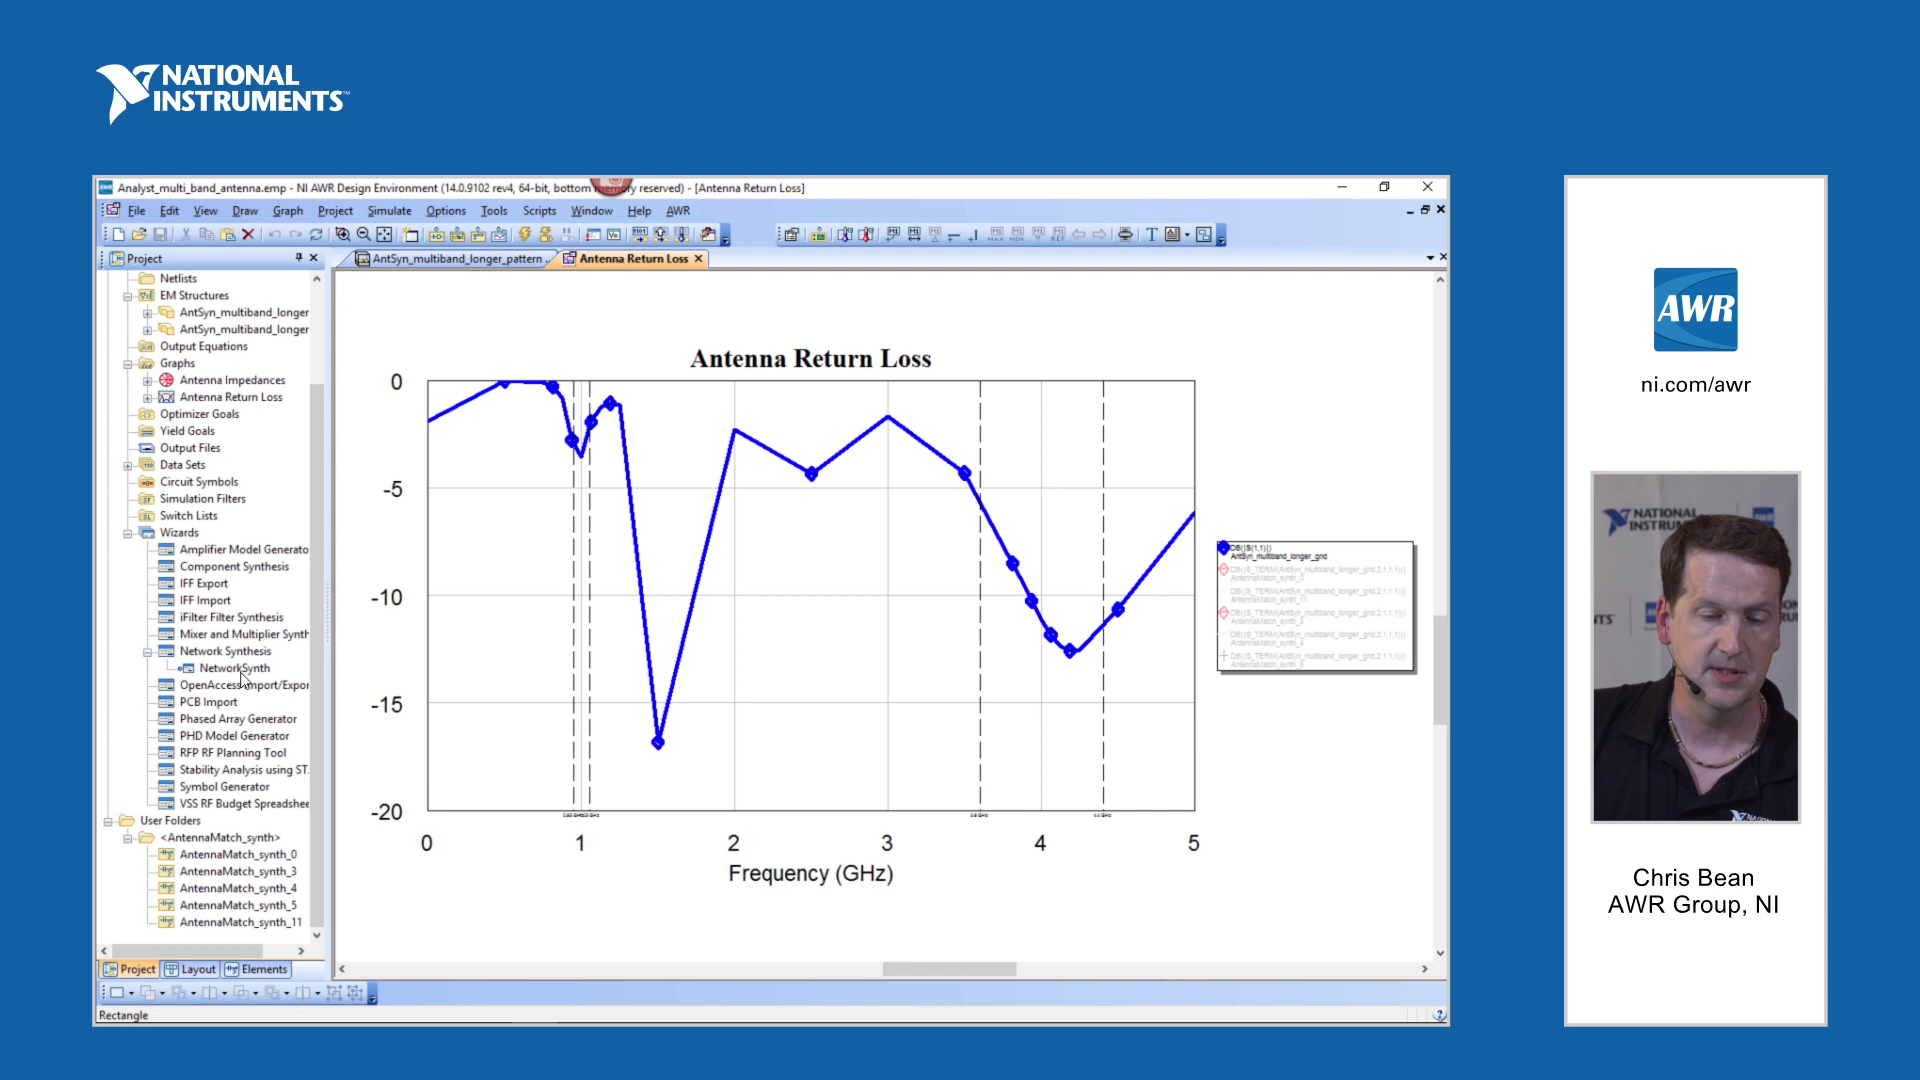 NATIONAL
INSTRUMENTS™
Analyst_multi_band_antenna.emp - NI AWR Design Environment (14.0.9102 rev4, 64-bit, bottom memory reserved) - [Antenna Return Loss]
File Edit View Draw Graph Project Simulate Options Tools Scripts Window Help AWR
Project
AntSyn_multiband_longer_pattern ..
Antenna Return Loss
Netlists
EM Structures
AntSyn_multiband_longer
AntSyn_multiband_longer
Output Equations
Graphs
Antenna Impedances
Antenna Return Loss
Optimizer Goals
Yield Goals
Output Files
Data Sets
Circuit Symbols
Simulation Filters
Switch Lists
Wizards
Amplifier Model Generato
Component Synthesis
IFF Export
IFF Import
iFilter Filter Synthesis
Mixer and Multiplier Synth
Network Synthesis
NetworkSynth
OpenAccess Import/Expor
PCB Import
Phased Array Generator
PHD Model Generator
RFP RF Planning Tool
Stability Analysis using ST.
Symbol Generator
VSS RF Budget Spreadshee
User Folders
<AntennaMatch_synth>
AntennaMatch_synth_0
AntennaMatch_synth_3
AntennaMatch_synth_4
AntennaMatch_synth_5
AntennaMatch_synth_11
Project Layout Elements
Rectangle
Antenna Return Loss
0
-5
-10
-15
-20
0 1 2 3 4 5
Frequency (GHz)
DB(|S(1,1)|)
AntSyn_multiband_longer_gnd
AWR
ni.com/awr
NATIONAL
Chris Bean
AWR Group, NI